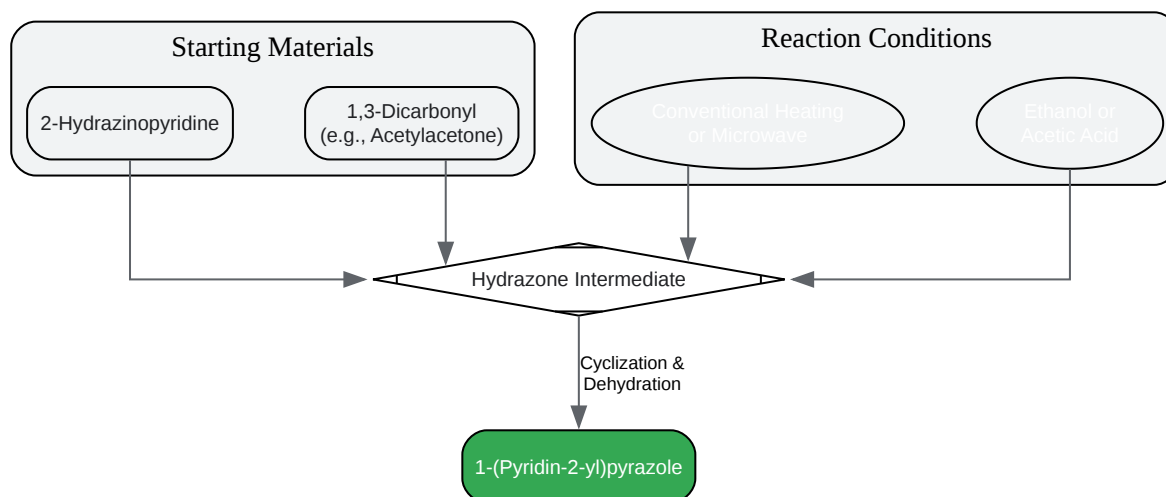 Starting Materials
Reaction Conditions
2-Hydrazinopyridine
1,3-Dicarbonyl
(e.g., Acetylacetone)
Conventional Heating
or Microwave
Ethanol or
Acetic Acid
Hydrazone Intermediate
Cyclization &
Dehydration
1-(Pyridin-2-yl)pyrazole